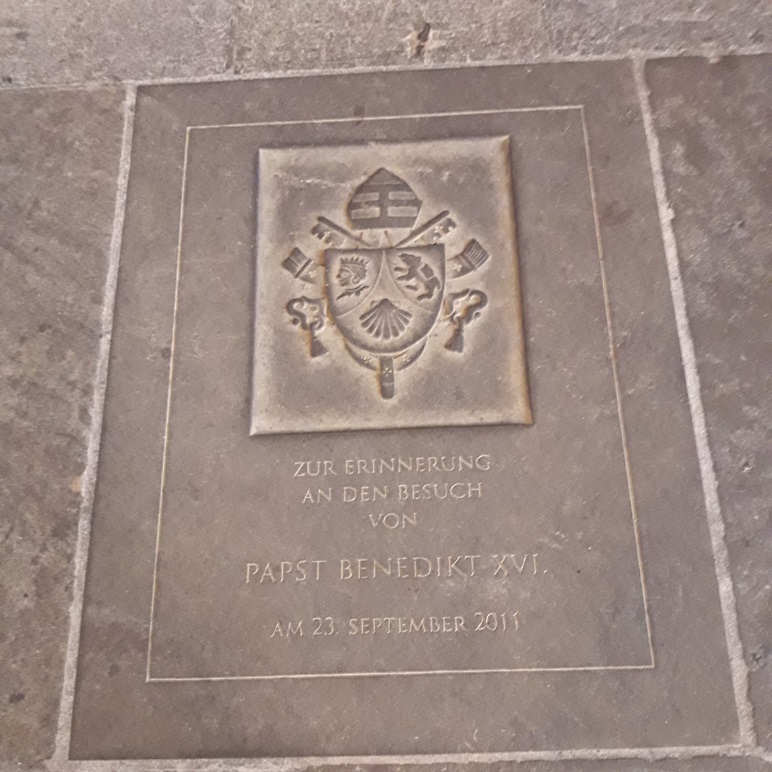 ZUR ERINNERUNG
AN DEN BESUCH
VON
PAPST BENEDIKT XVI.
AM 23. SEPTEMBER 2011